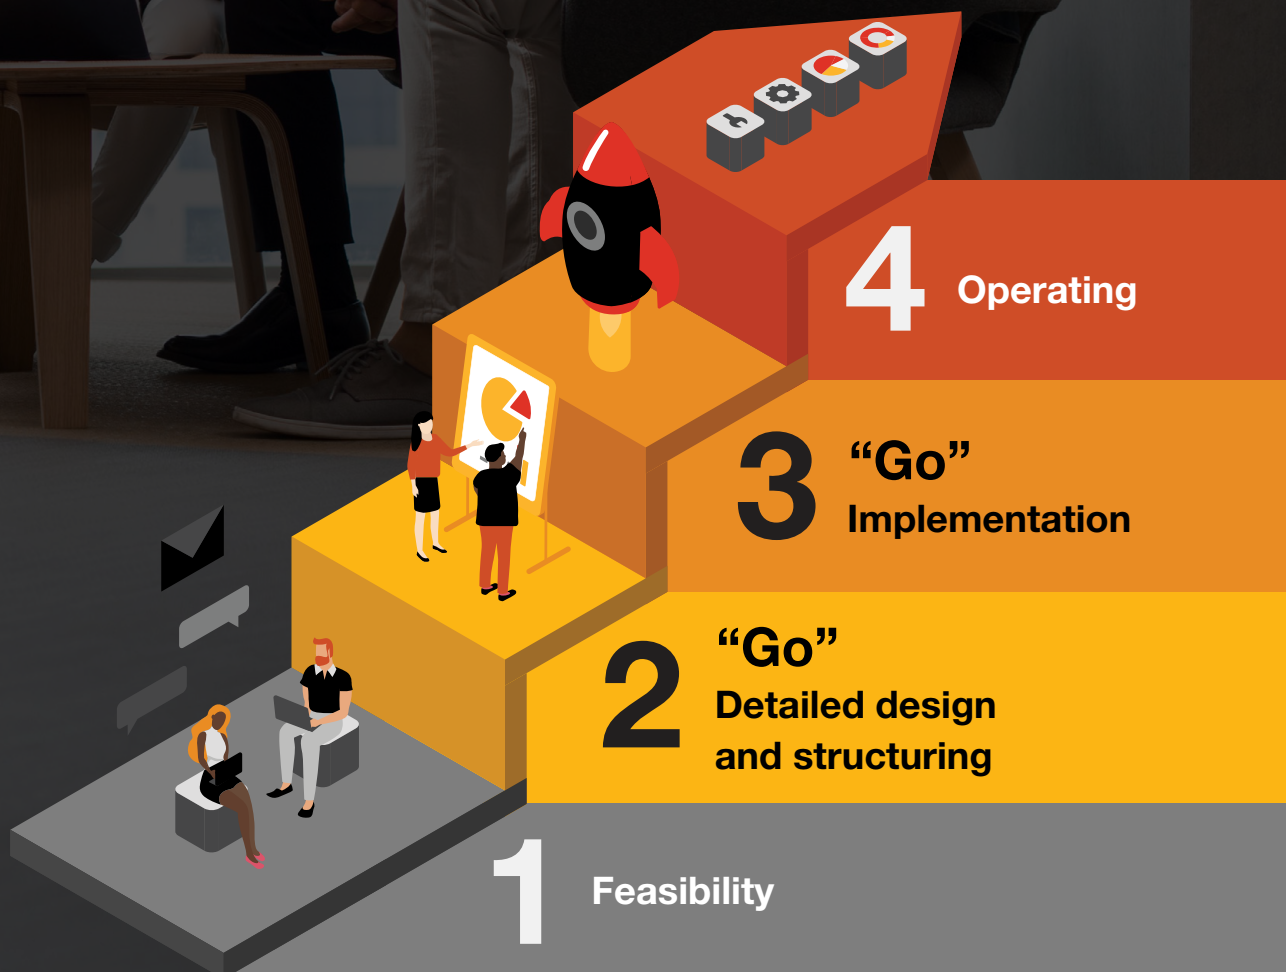 4 Operating
3 “Go”
Implementation
2 “Go”
Detailed design
and structuring
1 Feasibility